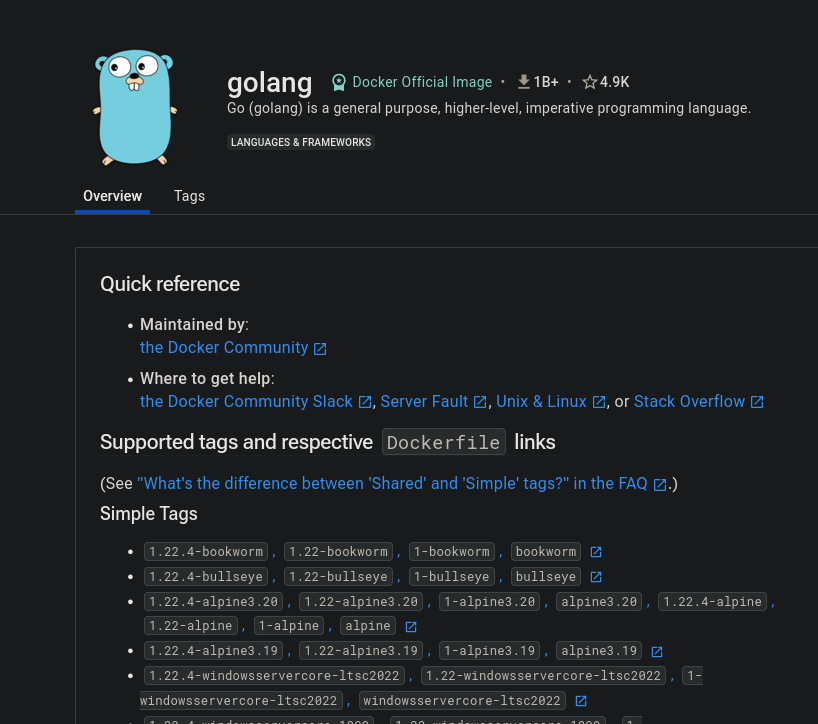 golang Docker Official Image • 1B+ • 4.9K
Go (golang) is a general purpose, higher-level, imperative programming language.
LANGUAGES & FRAMEWORKS
Overview Tags
Quick reference
• Maintained by:
the Docker Community
• Where to get help:
the Docker Community Slack, Server Fault, Unix & Linux, or Stack Overflow
Supported tags and respective Dockerfile links
(See "What's the difference between 'Shared' and 'Simple' tags?" in the FAQ.)
Simple Tags
• 1.22.4-bookworm, 1.22-bookworm, 1-bookworm, bookworm
• 1.22.4-bullseye, 1.22-bullseye, 1-bullseye, bullseye
• 1.22.4-alpine3.20, 1.22-alpine3.20, 1-alpine3.20, alpine3.20, 1.22.4-alpine,
1.22-alpine, 1-alpine, alpine
• 1.22.4-alpine3.19, 1.22-alpine3.19, 1-alpine3.19, alpine3.19
• 1.22.4-windowsservercore-ltsc2022, 1.22-windowsservercore-ltsc2022, 1-
windowsservercore-ltsc2022, windowsservercore-ltsc2022